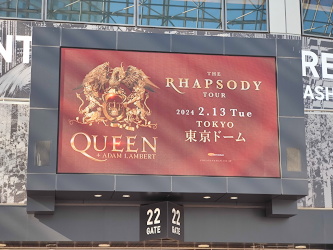 THE
RHAPSODY
TOUR
2024 2.13 Tue
TOKYO
東京ドーム
QUEEN
+ ADAM LAMBERT
22 22
GATE